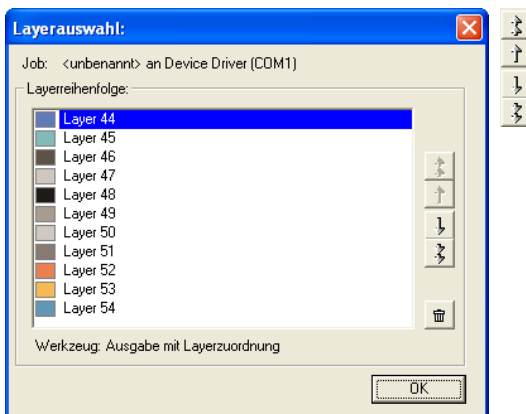 Layerauswahl:
Job: <unbenannt> an Device Driver (COM1)
Layerreihenfolge:
Layer 44
Layer 45
Layer 46
Layer 47
Layer 48
Layer 49
Layer 50
Layer 51
Layer 52
Layer 53
Layer 54
Werkzeug: Ausgabe mit Layerzuordnung
OK